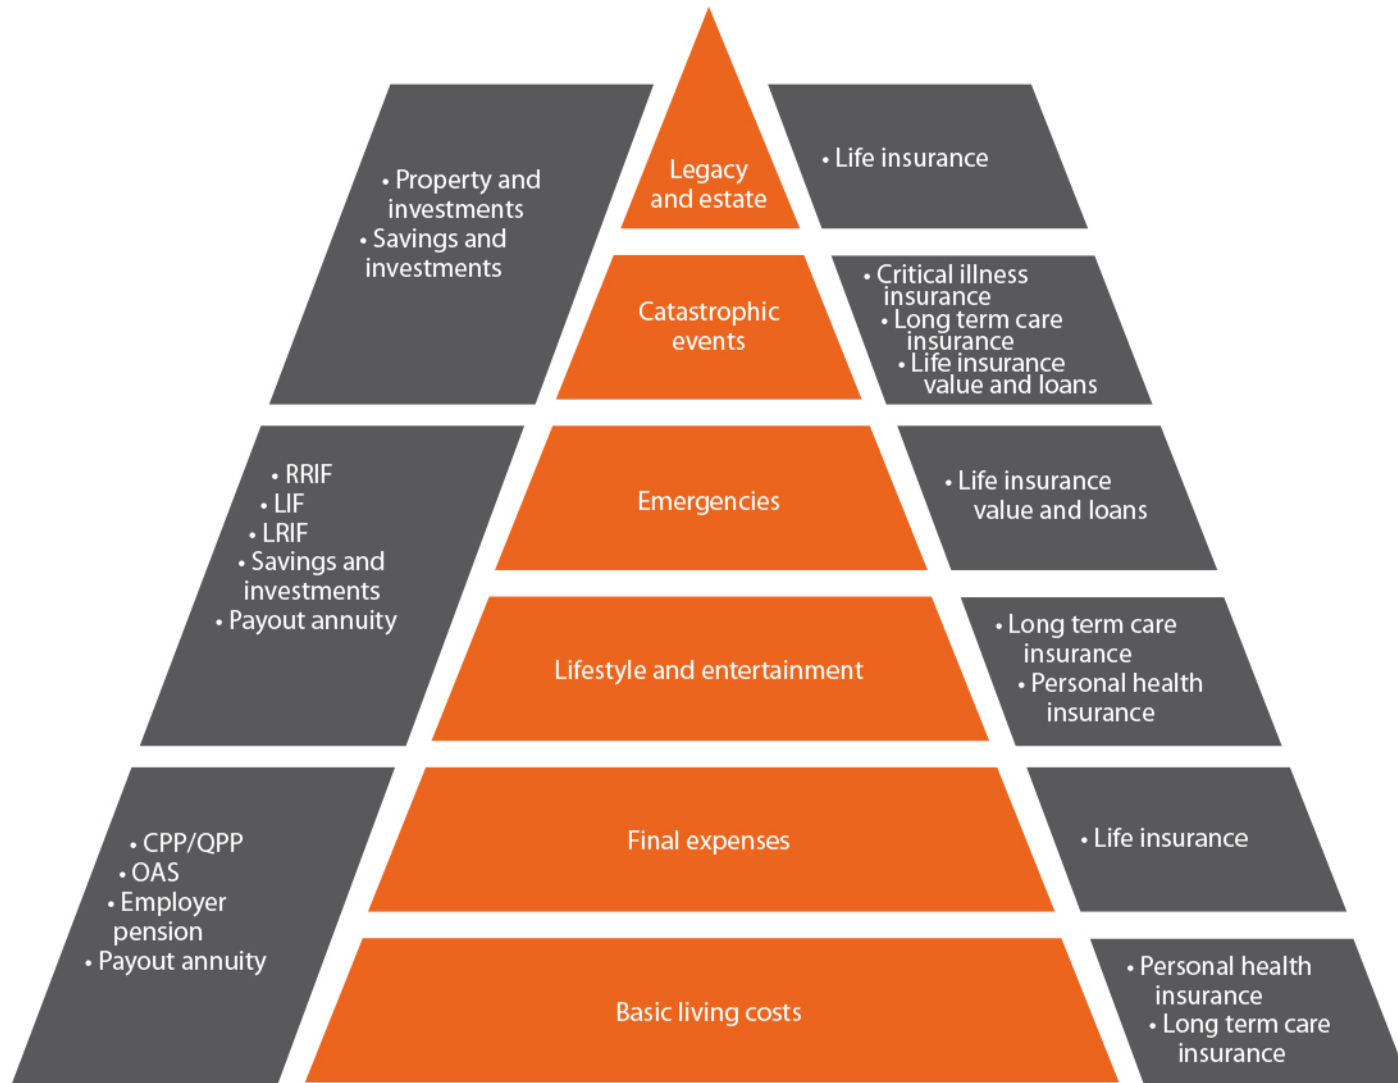 Legacy
and estate
• Property and
investments
• Savings and
investments
• Life insurance
Catastrophic
events
• Critical illness
insurance
• Long term care
insurance
• Life insurance
value and loans
• RRIF
• LIF
• LRIF
• Savings and
investments
• Payout annuity
Emergencies
• Life insurance
value and loans
Lifestyle and entertainment
• Long term care
insurance
• Personal health
insurance
• CPP/QPP
• OAS
• Employer
pension
• Payout annuity
Final expenses
• Life insurance
Basic living costs
• Personal health
insurance
• Long term care
insurance